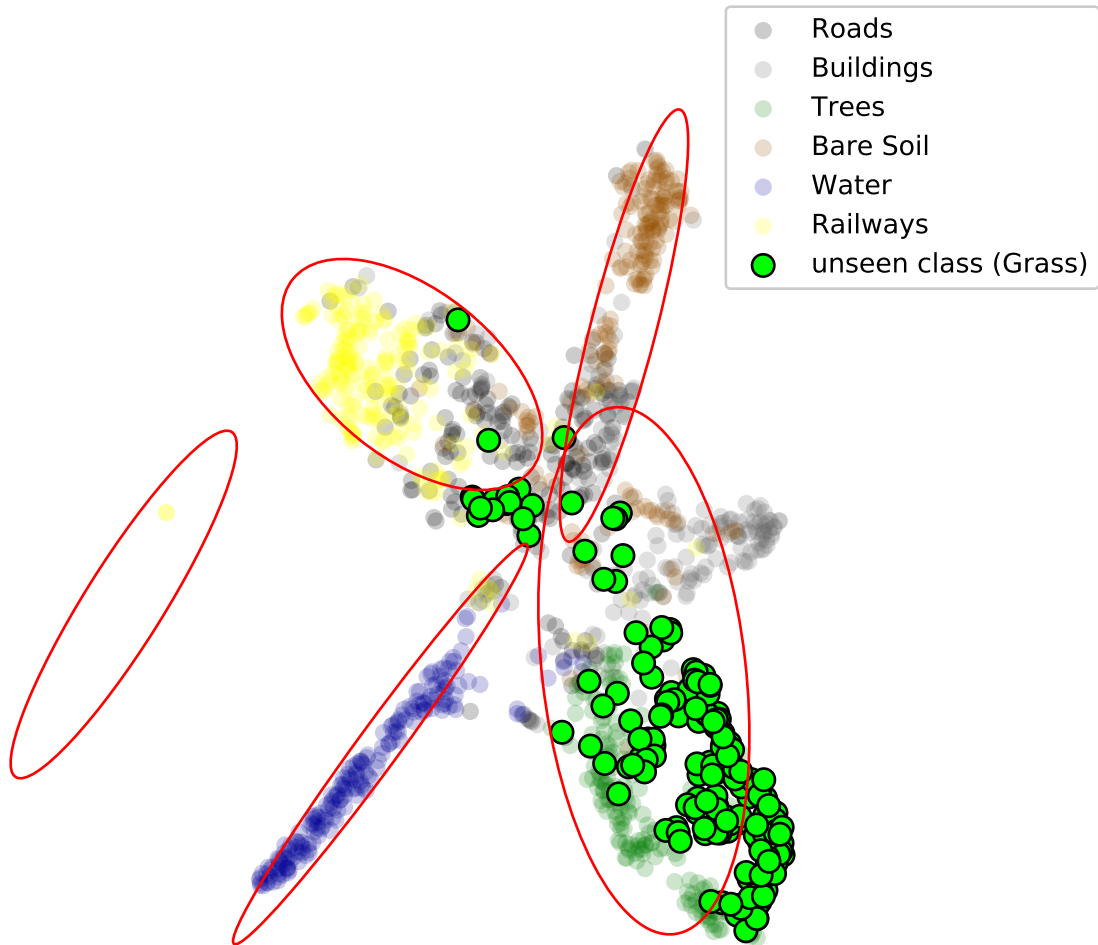 Roads
Buildings
Trees
Bare Soil
Water
Railways
unseen class (Grass)